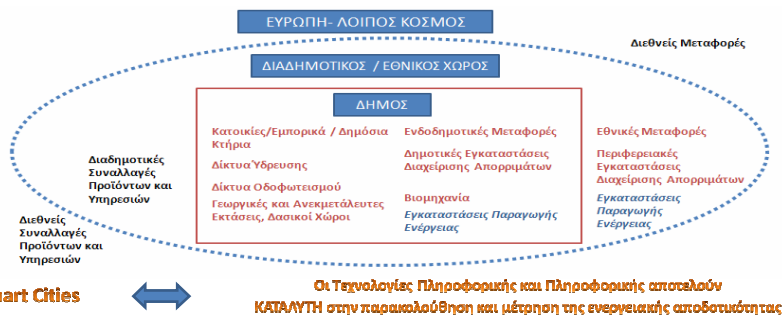 ΕΥΡΩΠΗ- ΛΟΙΠΟΣ ΚΟΣΜΟΣ
Διεθνείς Μεταφορές
ΔΙΑΔΗΜΟΤΙΚΟΣ / ΕΘΝΙΚΟΣ ΧΩΡΟΣ
ΔΗΜΟΣ
Κατοικίες/Εμπορικά / Δημόσια
Κτήρια
Δίκτυα Ύδρευσης
Δίκτυα Οδοφωτεισμού
Γεωργικές και Ανεκμετάλευτες
Εκτάσεις, Δασικοί Χώροι
Ενδοδημοτικές Μεταφορές
Δημοτικές Εγκαταστάσεις
Διαχείρισης Απορριμάτων
Βιομηχανία
Εγκαταστάσεις Παραγωγής
Ενέργειας
Εθνικές Μεταφορές
Περιφερειακές
Εγκαταστάσεις
Διαχείρισης Απορριμάτων
Εγκαταστάσεις
Παραγωγής
Ενέργειας
Διαδημοτικές
Συναλλαγές
Προϊόντων και
Υπηρεσιών
Διεθνείς
Συναλλαγές
Προϊόντων και
Υπηρεσιών
art Cities
Οι Τεχνολογίες Πληροφορικής και Πληροφορικής αποτελούν
ΚΑΤΑΛΥΤΗ στην παρακολούθηση και μέτρηση της ενεργειακής αποδοτικότητας